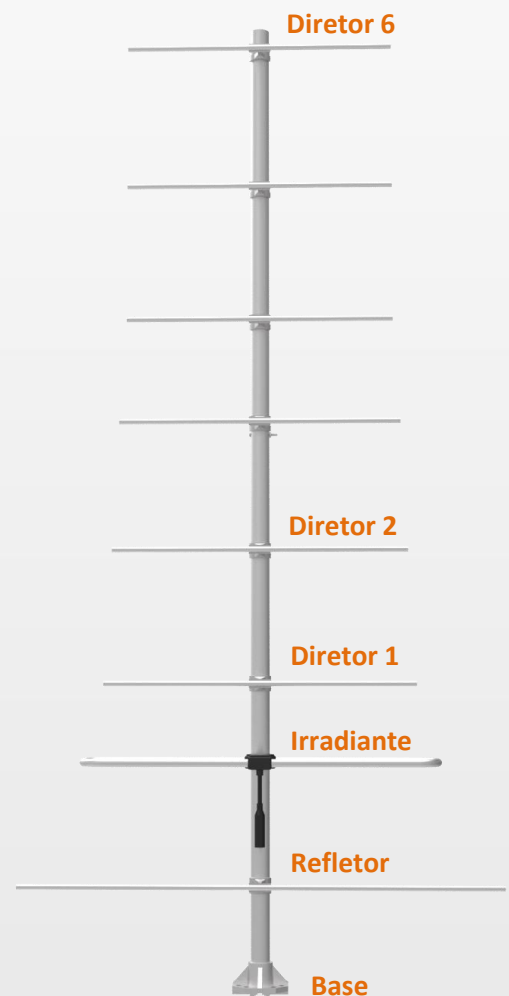 Diretor 6
Diretor 2
Diretor 1
Irradiante
Refletor
Base